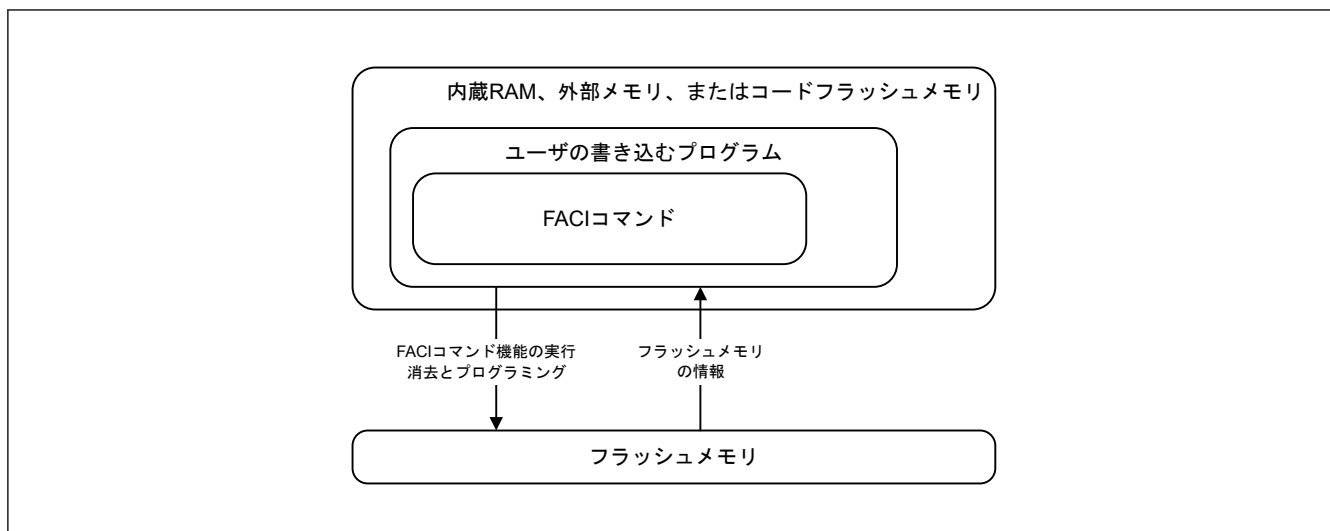 内蔵RAM、外部メモリ、またはコードフラッシュメモリ
ユーザの書き込むプログラム
FACIコマンド
FACIコマンド機能の実行
消去とプログラミング
フラッシュメモリ
の情報
フラッシュメモリ